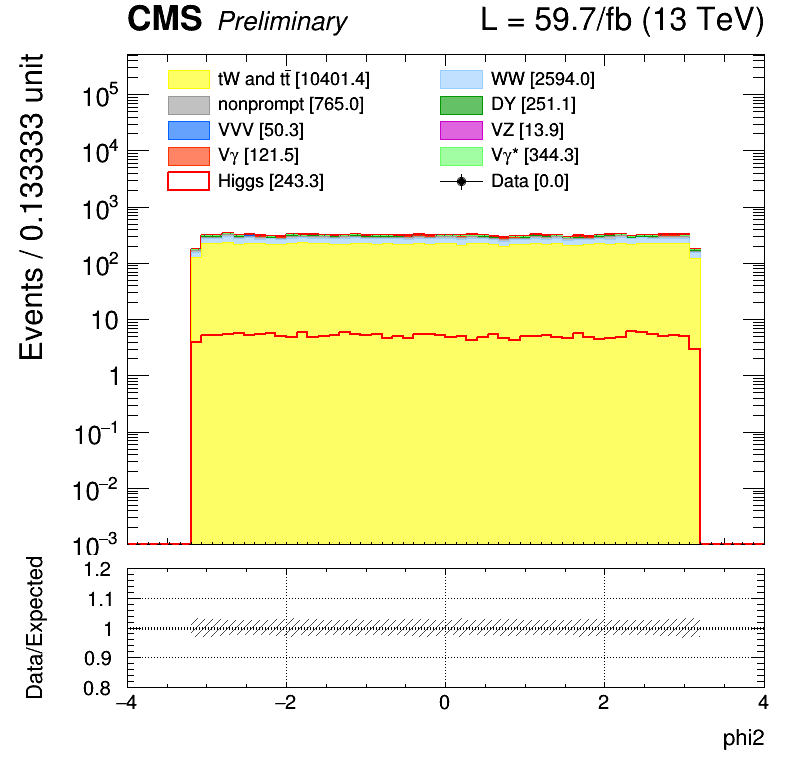 CMS Preliminary L = 59.7/fb (13 TeV)
Events / 0.133333 unit
tW and tt̄ [10401.4] WW [2594.0]
nonprompt [765.0] DY [251.1]
VVV [50.3] VZ [13.9]
Vγ [121.5] Vγ* [344.3]
Higgs [243.3] Data [0.0]
10⁵
10⁴
10³
10²
10
1
10⁻¹
10⁻²
10⁻³
Data/Expected
1.2
1.1
1
0.9
0.8
−4 −2 0 2 4
phi2